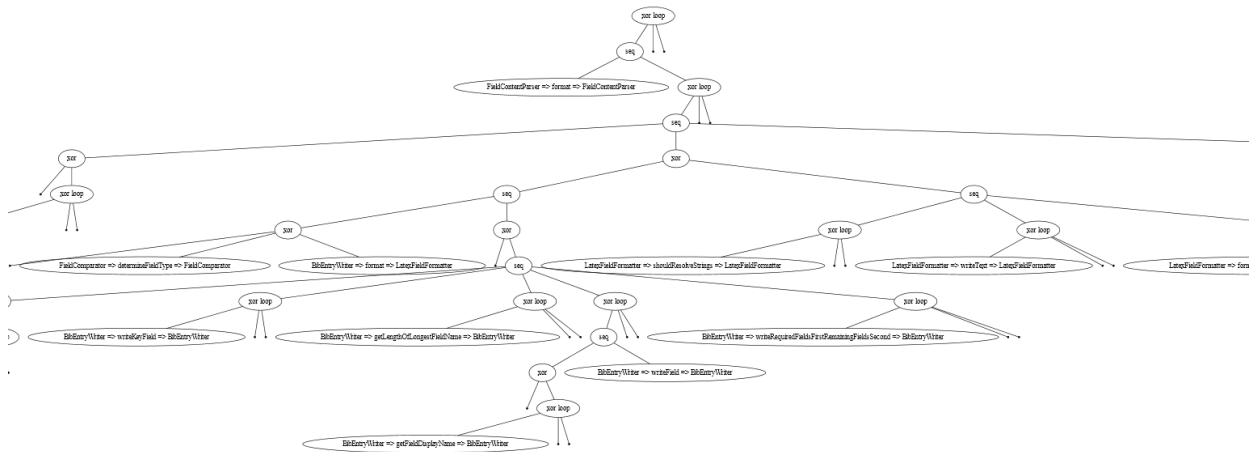 xor loop
seq
FieldContentParser => format => FieldContentParser
xor loop
seq
xor
xor
xor loop
seq
seq
xor
xor
xor loop
xor loop
FieldComparator => determineFieldType => FieldComparator
BibEntryWriter => format => LatexFieldFormatter
seq
LatexFieldFormatter => shouldResolveStrings => LatexFieldFormatter
LatexFieldFormatter => writeText => LatexFieldFormatter
LatexFieldFormatter => for
xor loop
xor loop
xor loop
xor loop
BibEntryWriter => writeKeyField => BibEntryWriter
BibEntryWriter => getLengthOfLongestFieldName => BibEntryWriter
seq
BibEntryWriter => writeRequiredFieldsFirstRemainingFieldsSecond => BibEntryWriter
xor
BibEntryWriter => writeField => BibEntryWriter
xor loop
BibEntryWriter => getFieldDisplayName => BibEntryWriter